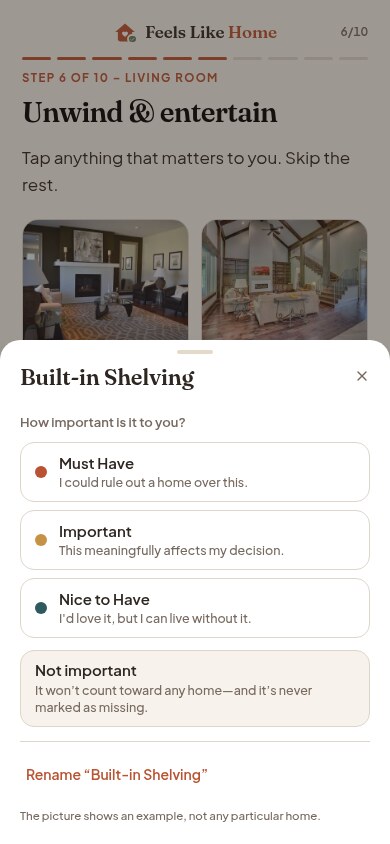 Feels Like Home
6/10
STEP 6 OF 10 – LIVING ROOM
Unwind & entertain
Tap anything that matters to you. Skip the
rest.
Built-in Shelving
×
How important is it to you?
Must Have
I could rule out a home over this.
Important
This meaningfully affects my decision.
Nice to Have
I'd love it, but I can live without it.
Not important
It won't count toward any home—and it's never
marked as missing.
Rename “Built-in Shelving”
The picture shows an example, not any particular home.